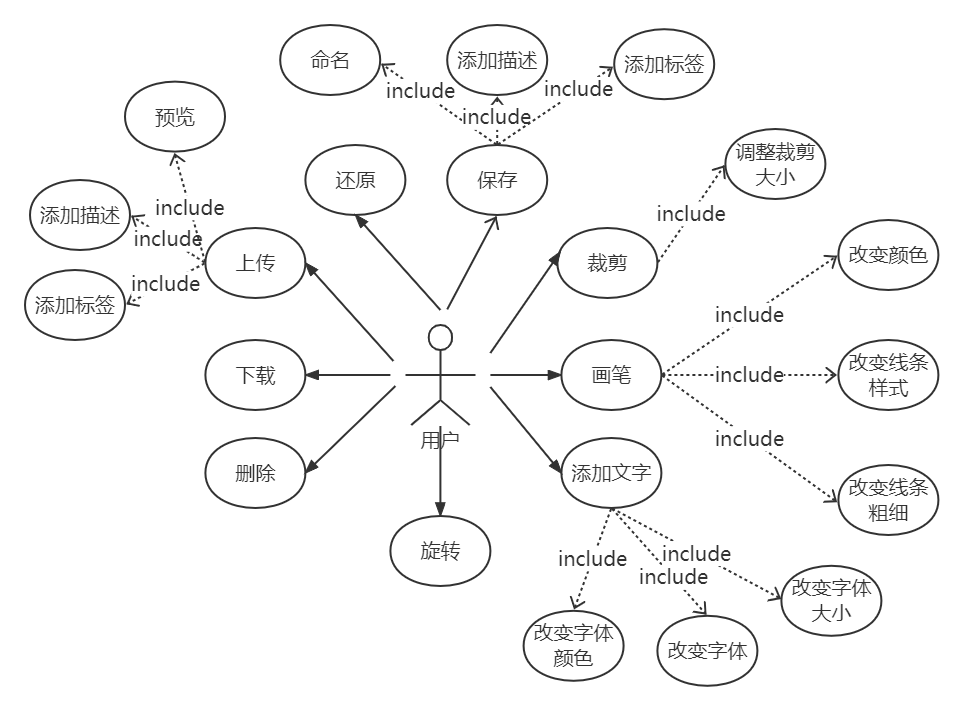 命名
添加描述
添加标签
include
include
include
预览
还原
保存
调整裁剪
大小
include
添加描述
include
include
上传
裁剪
改变颜色
添加标签
include
include
下载
画笔
include
改变线条
样式
用户
include
删除
添加文字
改变线条
粗细
旋转
include
include
include
改变字体
大小
改变字体
颜色
改变字体